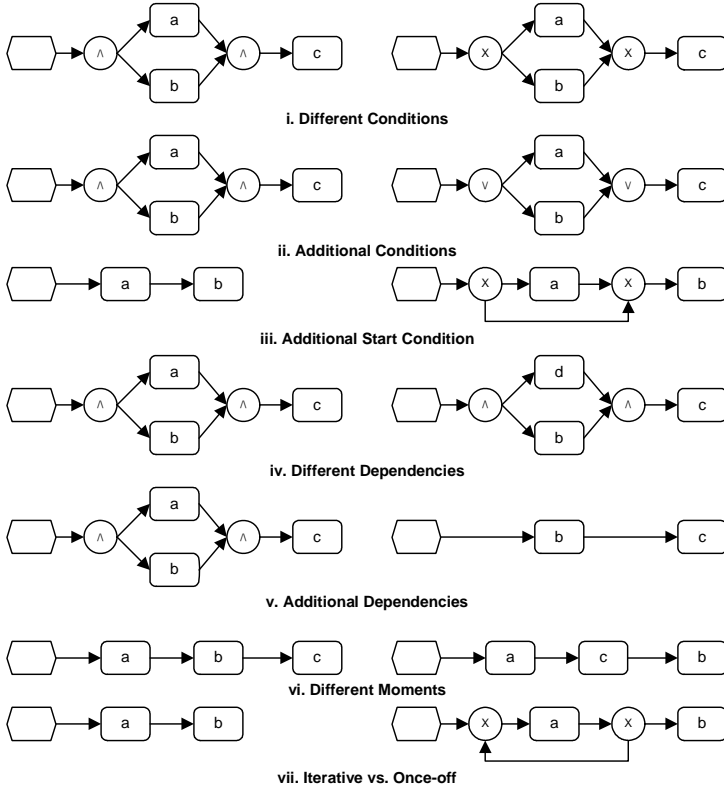 a
∧ ∧ c
b
a
X X c
b
i. Different Conditions
a
∧ ∧ c
b
a
∨ ∨ c
b
ii. Additional Conditions
a b
X a X b
iii. Additional Start Condition
a
∧ ∧ c
b
d
∧ ∧ c
b
iv. Different Dependencies
a
∧ ∧ c
b
b c
v. Additional Dependencies
a b c
a c b
vi. Different Moments
a b
X a X b
vii. Iterative vs. Once-off